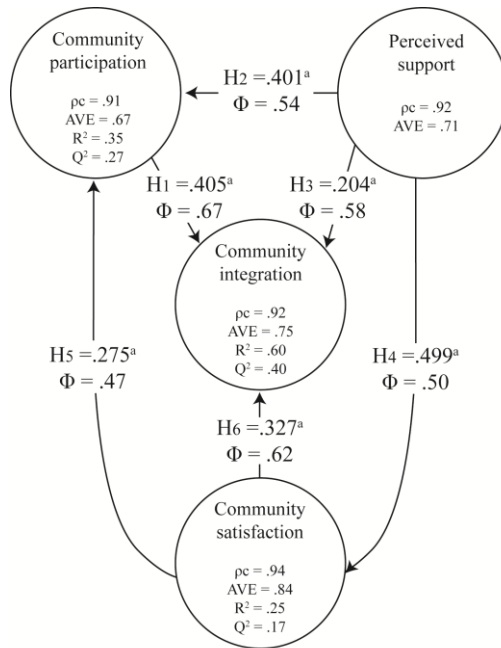 Community
participation
ρc = .91
AVE = .67
R² = .35
Q² = .27
H2 =.401ᵃ
Φ = .54
Perceived
support
ρc = .92
AVE = .71
H1 =.405ᵃ
Φ = .67
H3 =.204ᵃ
Φ = .58
Community
integration
ρc = .92
AVE = .75
R² = .60
Q² = .40
H5 =.275ᵃ
Φ = .47
H4 =.499ᵃ
Φ = .50
H6 =.327ᵃ
Φ = .62
Community
satisfaction
ρc = .94
AVE = .84
R² = .25
Q² = .17